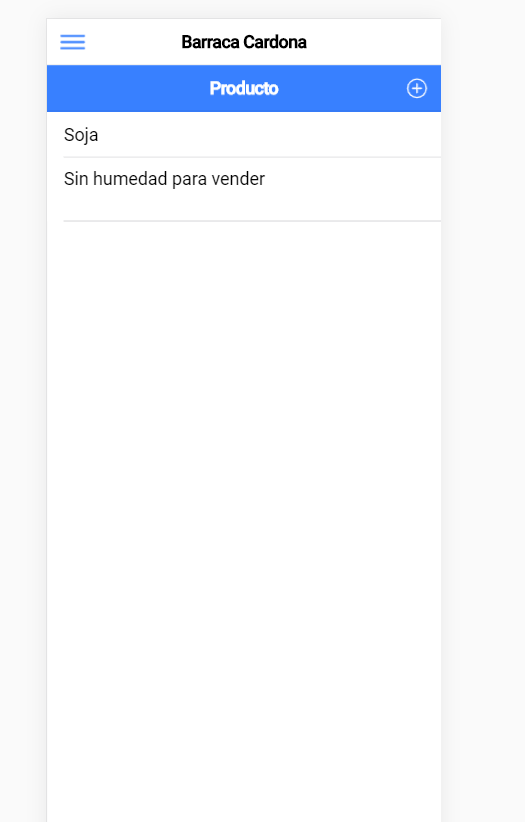 Barraca Cardona
Producto
Soja
Sin humedad para vender